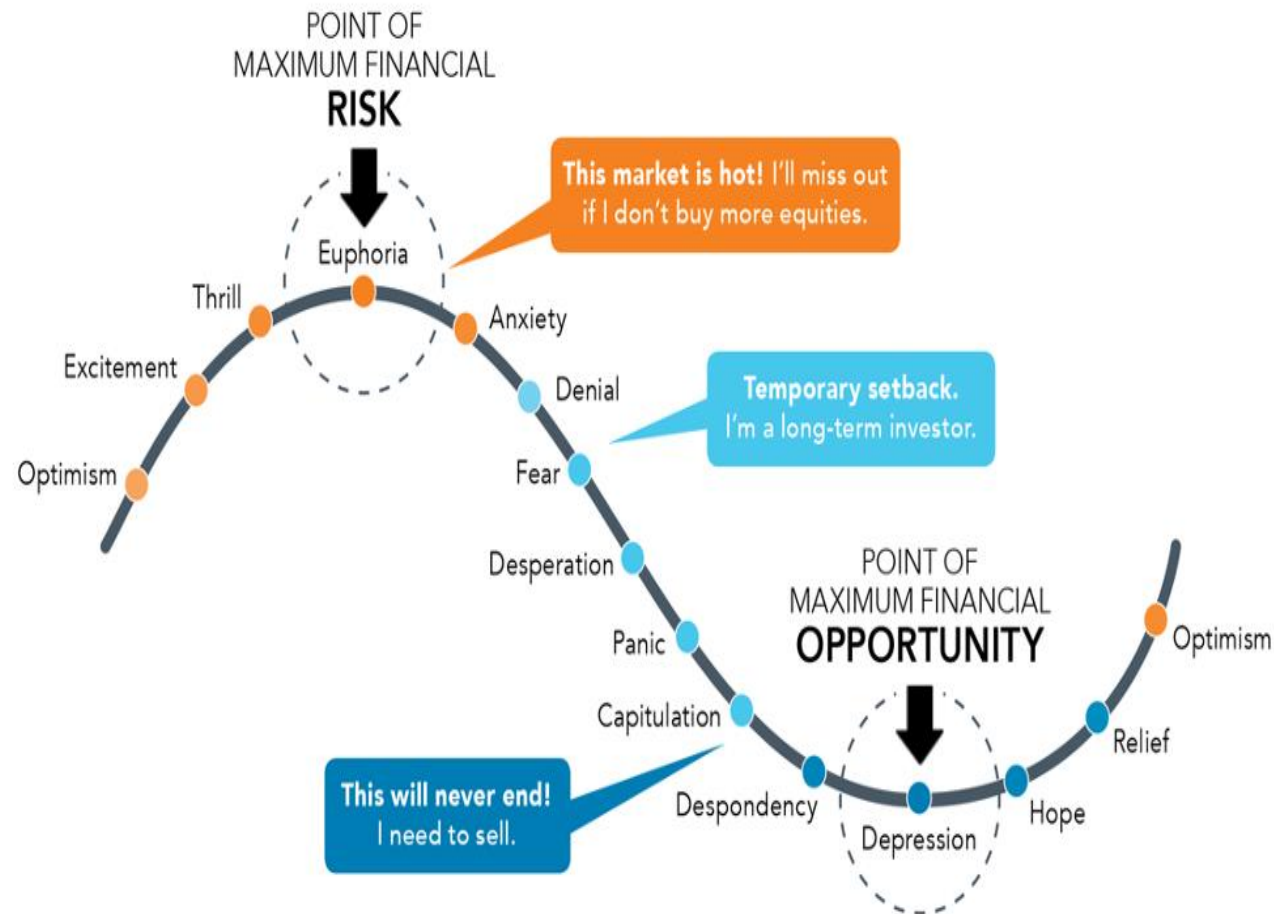 POINT OF
MAXIMUM FINANCIAL
RISK
This market is hot! I'll miss out
if I don't buy more equities.
Euphoria
Thrill
Anxiety
Excitement
Denial
Temporary setback.
I'm a long-term investor.
Optimism
Fear
Desperation
POINT OF
MAXIMUM FINANCIAL
OPPORTUNITY
Panic
Optimism
Capitulation
Relief
This will never end!
I need to sell.
Despondency
Depression
Hope